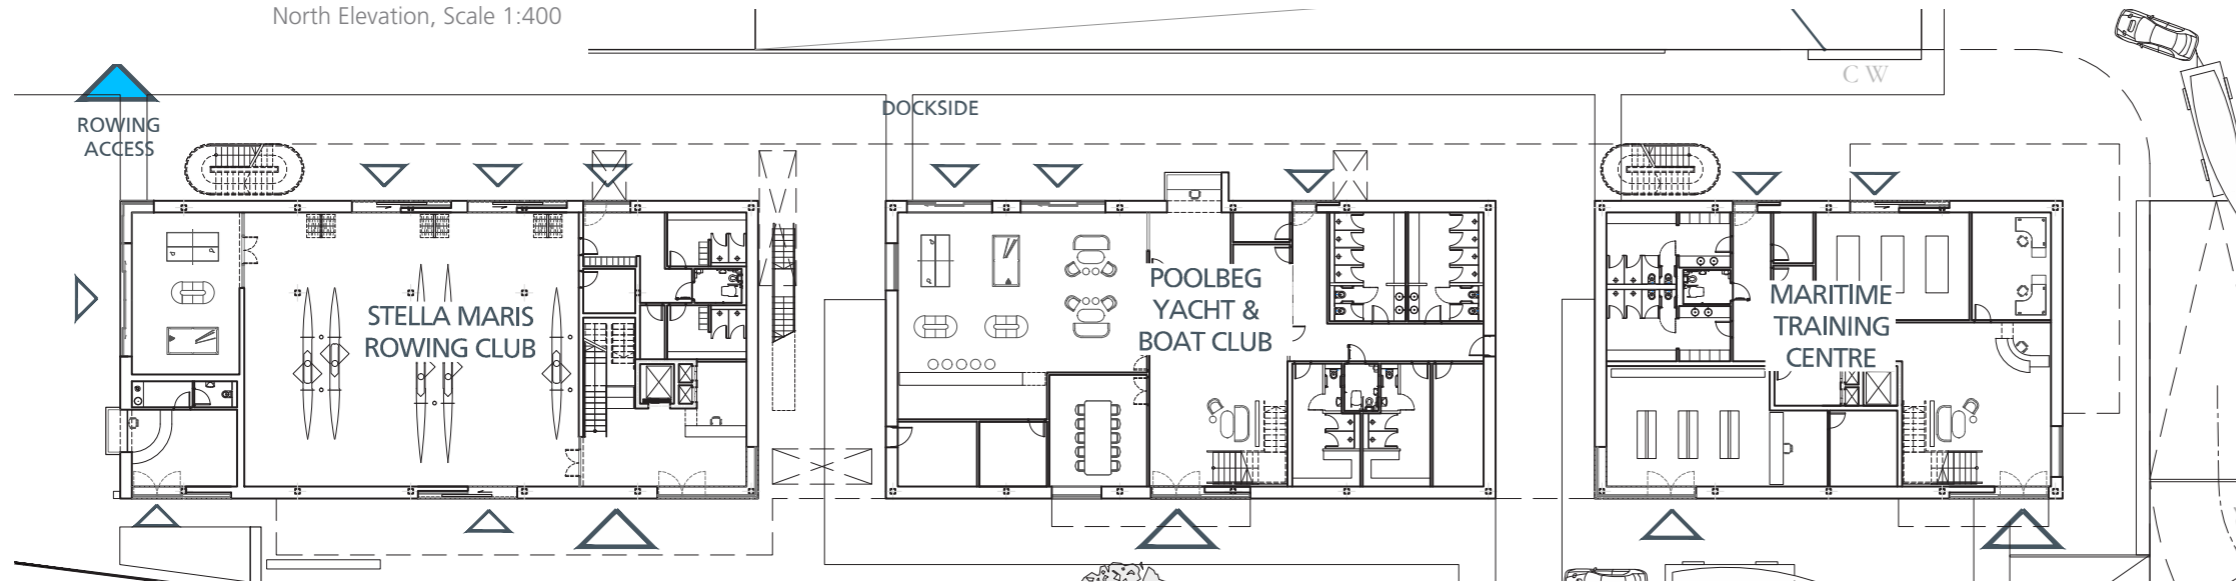 North Elevation, Scale 1:400
C W
ROWING
ACCESS
DOCKSIDE
STELLA MARIS
ROWING CLUB
POOLBEG
YACHT &
BOAT CLUB
MARITIME
TRAINING
CENTRE